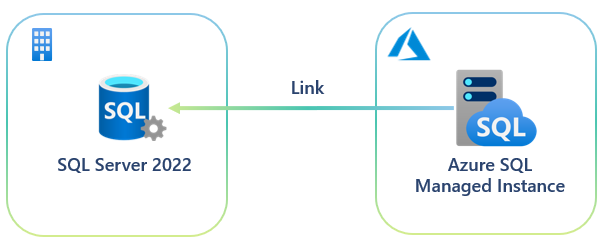 Link
SQL
SQL Server 2022
SQL
Azure SQL
Managed Instance